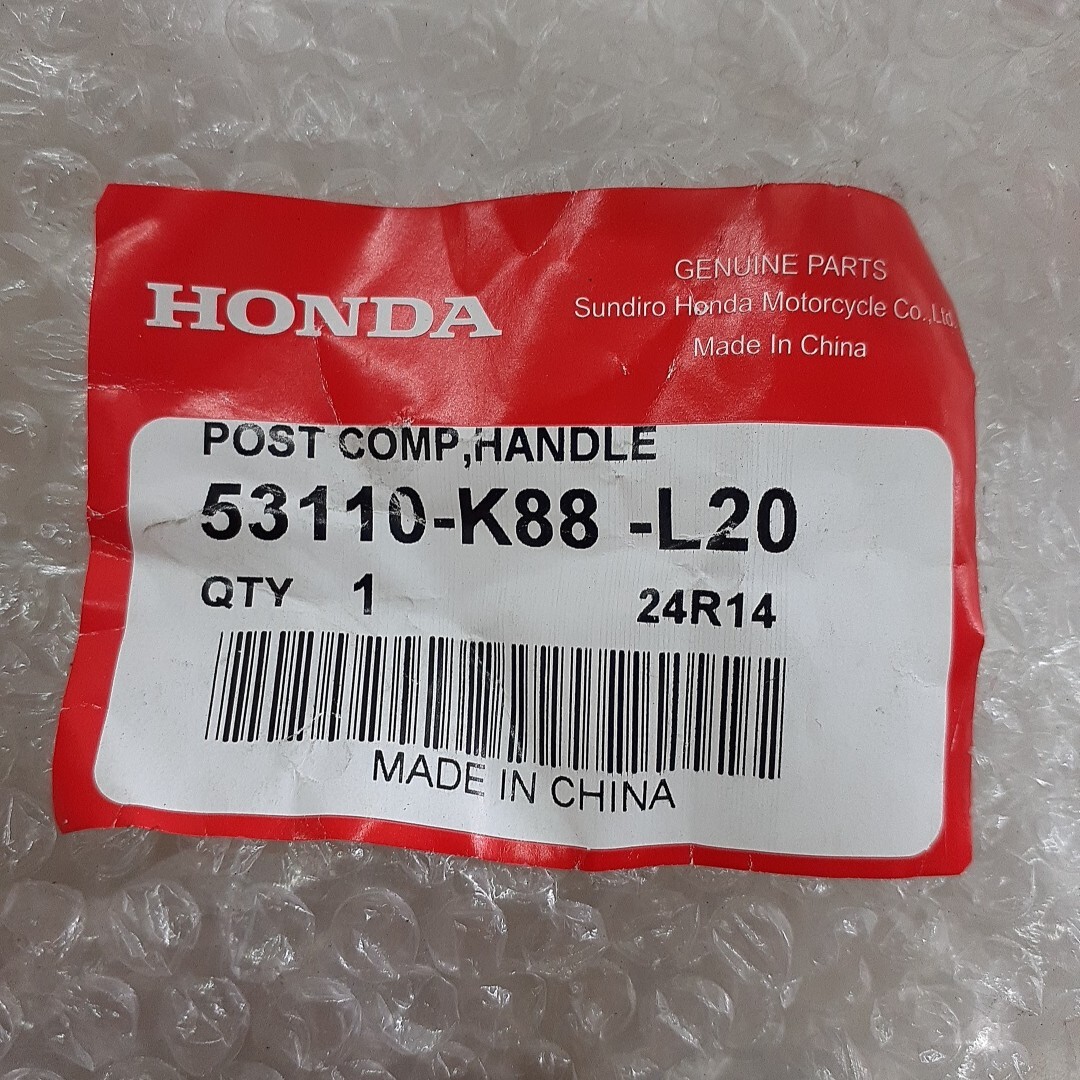 HONDA
GENUINE PARTS
Sundiro Honda Motorcycle Co.,Ltd.
Made In China
POST COMP,HANDLE
53110-K88 -L20
QTY 1 24R14
MADE IN CHINA